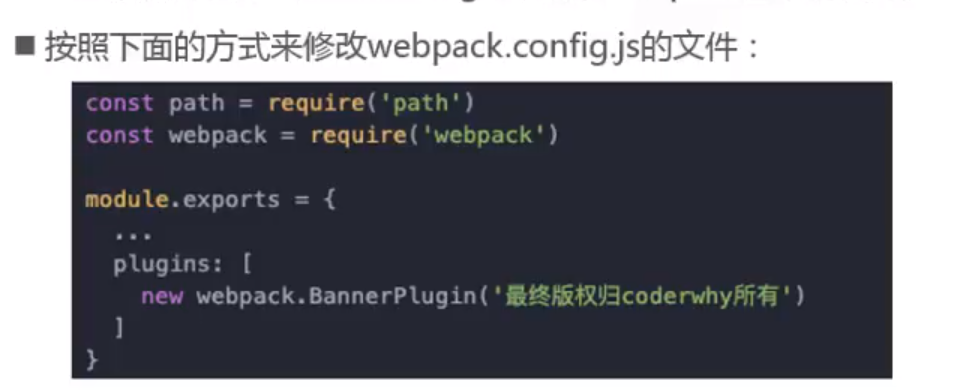 ■ 按照下面的方式来修改webpack.config.js的文件：
const path = require('path')
const webpack = require('webpack')
module.exports = {
...
plugins: [
new webpack.BannerPlugin('最终版权归coderwhy所有')
]
}